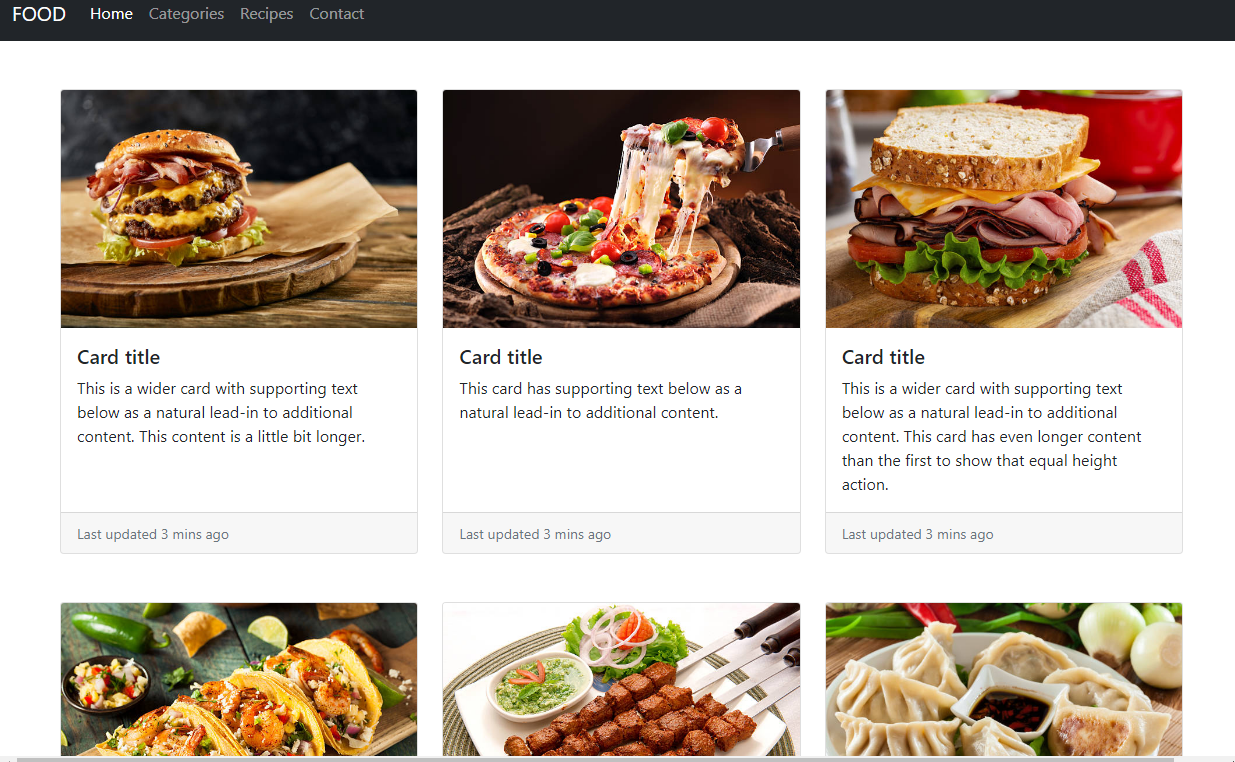 FOOD Home Categories Recipes Contact
Card title
This is a wider card with supporting text
below as a natural lead-in to additional
content. This content is a little bit longer.
Last updated 3 mins ago
Card title
This card has supporting text below as a
natural lead-in to additional content.
Last updated 3 mins ago
Card title
This is a wider card with supporting text
below as a natural lead-in to additional
content. This card has even longer content
than the first to show that equal height
action.
Last updated 3 mins ago